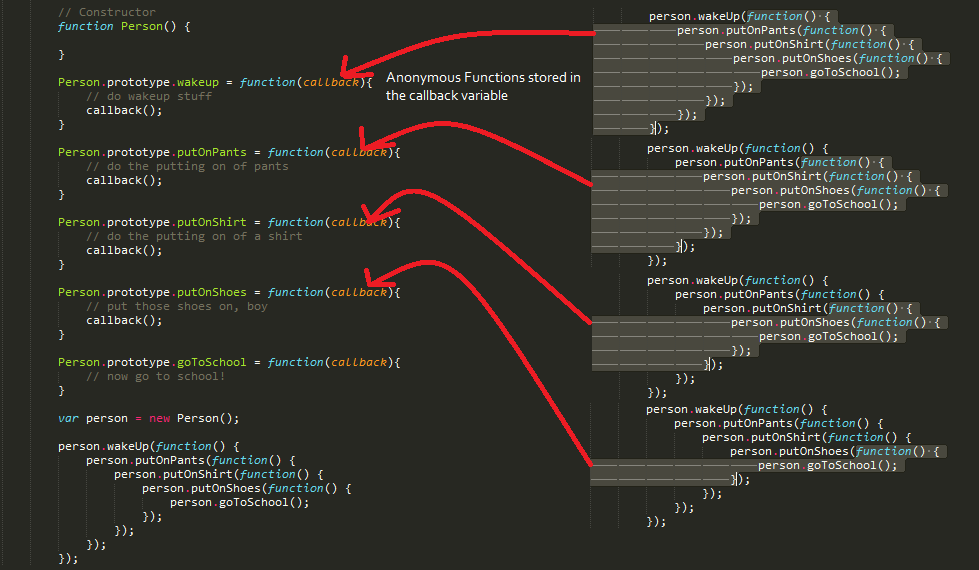 // Constructor
function Person() {
}
Person.prototype.wakeup = function(callback){
// do wakeup stuff
callback();
}
Person.prototype.putOnPants = function(callback){
// do the putting on of pants
callback();
}
Person.prototype.putOnShirt = function(callback){
// do the putting on of a shirt
callback();
}
Person.prototype.putOnShoes = function(callback){
// put those shoes on, boy
callback();
}
Person.prototype.goToSchool = function(callback){
// now go to school!
}
var person = new Person();
person.wakeUp(function() {
person.putOnPants(function() {
person.putOnShirt(function() {
person.putOnShoes(function() {
person.goToSchool();
});
});
});
});
Anonymous Functions stored in
the callback variable
person.wakeUp(function() {
person.putOnPants(function() {
person.putOnShirt(function() {
person.putOnShoes(function() {
person.goToSchool();
});
});
});
});
person.wakeUp(function() {
person.putOnPants(function() {
person.putOnShirt(function() {
person.putOnShoes(function() {
person.goToSchool();
});
});
});
});
person.wakeUp(function() {
person.putOnPants(function() {
person.putOnShirt(function() {
person.putOnShoes(function() {
person.goToSchool();
});
});
});
});
person.wakeUp(function() {
person.putOnPants(function() {
person.putOnShirt(function() {
person.putOnShoes(function() {
person.goToSchool();
});
});
});
});